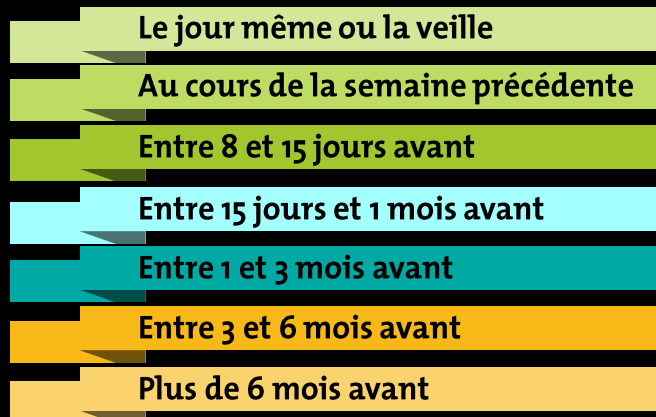 Le jour même ou la veille
Au cours de la semaine précédente
Entre 8 et 15 jours avant
Entre 15 jours et 1 mois avant
Entre 1 et 3 mois avant
Entre 3 et 6 mois avant
Plus de 6 mois avant